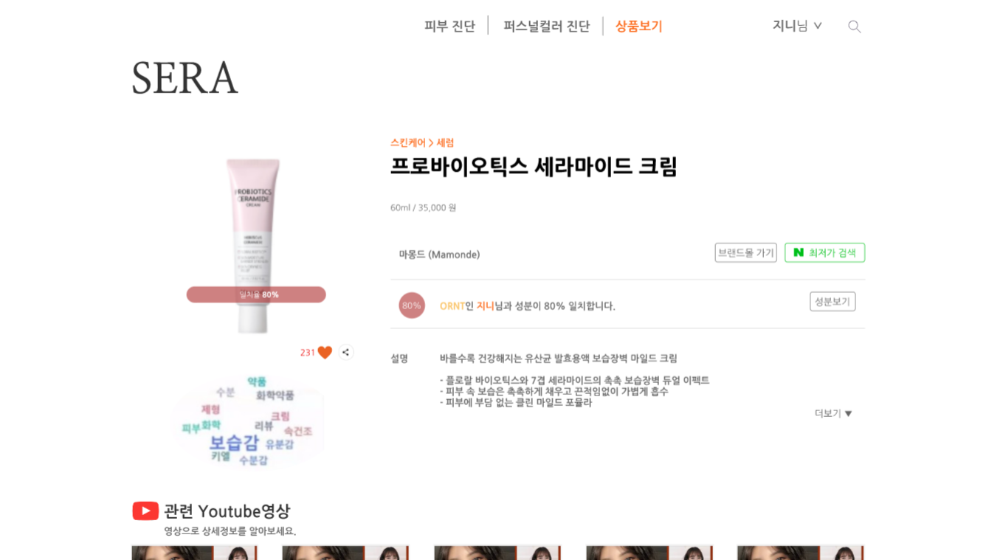 피부 진단
퍼스널컬러 진단
상품보기
지니님
SERA
스킨케어 > 세럼
프로바이오틱스 세라마이드 크림
60ml / 35,000 원
마몽드 (Mamonde)
브랜드몰 가기
N 최저가 검색
80%
ORNT인 지니님과 성분이 80% 일치합니다.
성분보기
PROBIOTICS
CERAMIDE
CREAM
일치율 80%
231
설명
바를수록 건강해지는 유산균 발효용액 보습장벽 마일드 크림
- 플로랄 바이오틱스와 7겹 세라마이드의 촉촉 보습장벽 듀얼 이펙트
- 피부 속 보습은 촉촉하게 채우고 끈적임없이 가볍게 흡수
- 피부에 부담 없는 클린 마일드 포뮬라
더보기 ▼
약품
수분
화학약품
제형
크림
피부
화학
리뷰
속건조
보습감
유분감
키엘
수분감
관련 Youtube영상
영상으로 상세정보를 알아보세요.